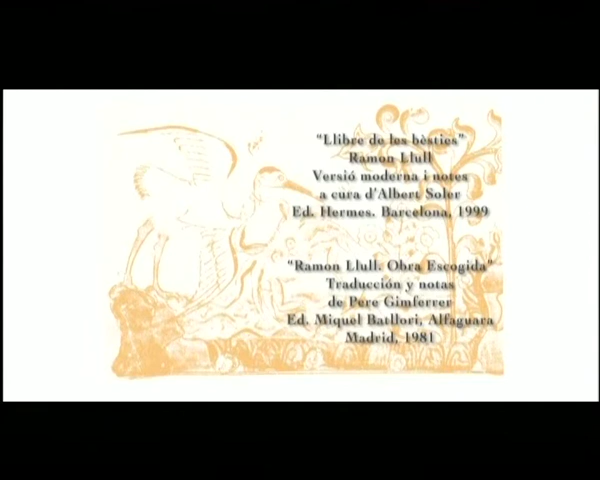 "Llibre de les bèsties"
Ramon Llull
Versió moderna i notes
a cura d'Albert Soler
Ed. Hermes. Barcelona, 1999
"Ramon Llull. Obra Escogida"
Traducción y notas
de Pere Gimferrer
Ed. Miquel Batllori, Alfaguara
Madrid, 1981